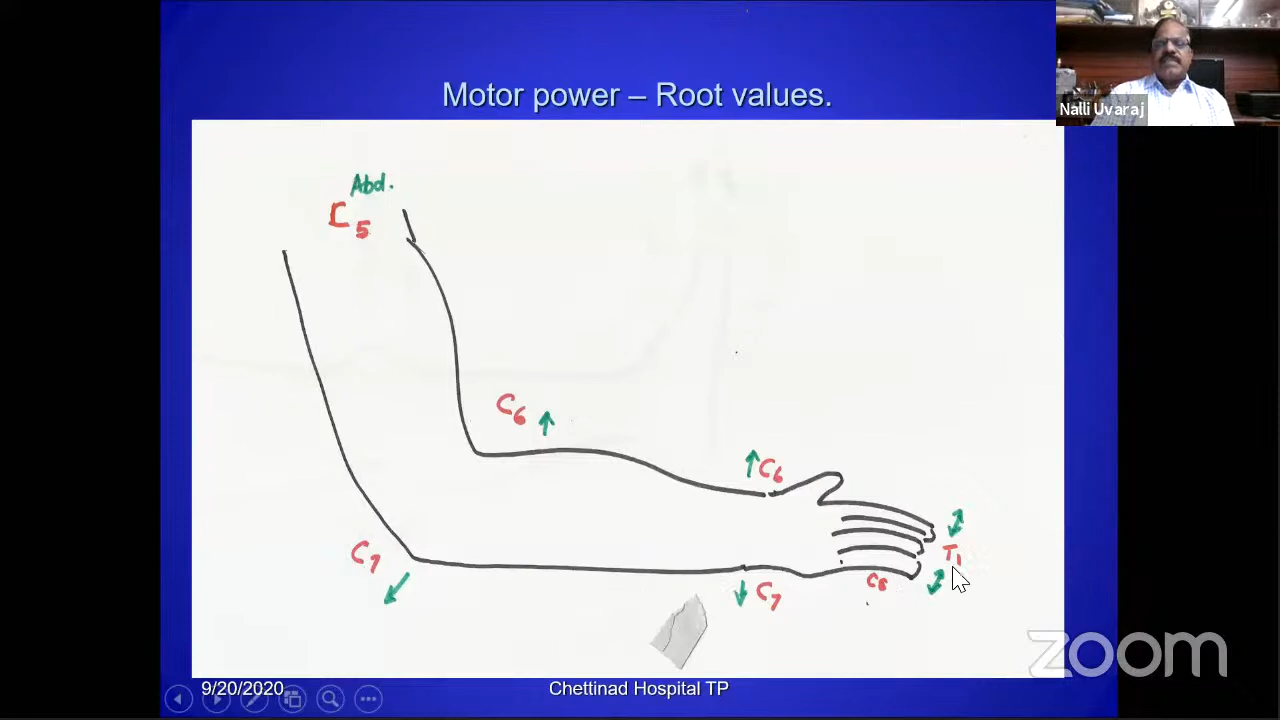 Motor power – Root values.
Nalli Uvaraj
Abd.
C5
C6
C6
T1
C7
C7
C8
zoom
9/20/2020
Chettinad Hospital TP